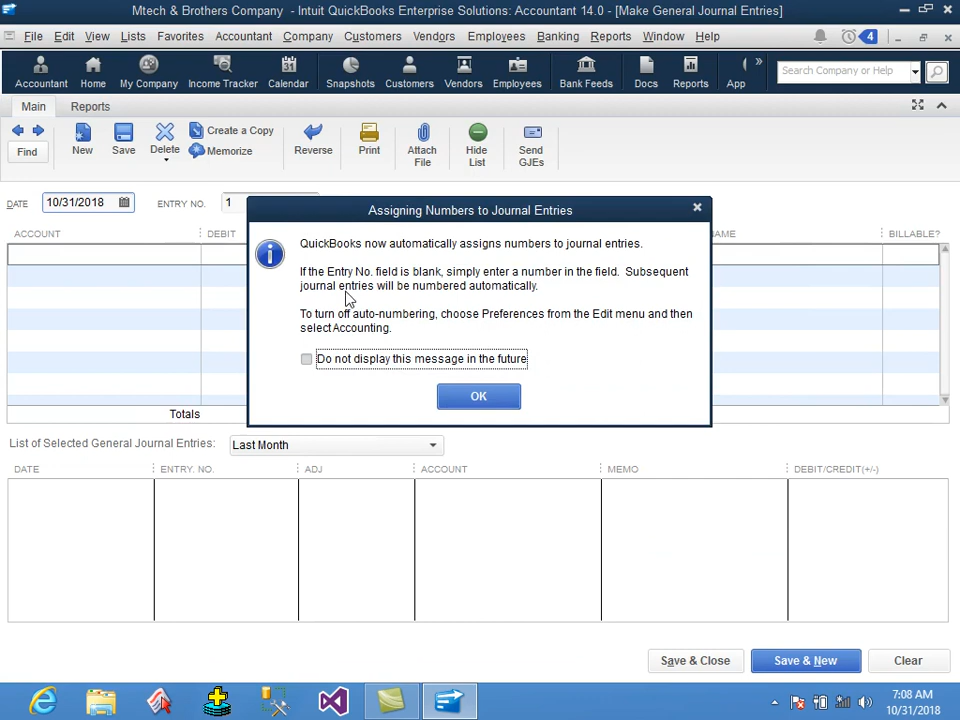 Mtech & Brothers Company - Intuit QuickBooks Enterprise Solutions: Accountant 14.0 - [Make General Journal Entries]
File Edit View Lists Favorites Accountant Company Customers Vendors Employees Banking Reports Window Help 4
Accountant Home My Company Income Tracker Calendar Snapshots Customers Vendors Employees Bank Feeds Docs Reports App » Search Company or Help
Main Reports
Find New Save Delete Create a Copy
Memorize
Reverse Print Attach File Hide List Send GJEs
DATE 10/31/2018 ENTRY NO. 1
ACCOUNT DEBIT NAME BILLABLE?
Assigning Numbers to Journal Entries
QuickBooks now automatically assigns numbers to journal entries.
If the Entry No. field is blank, simply enter a number in the field. Subsequent
journal entries will be numbered automatically.
To turn off auto-numbering, choose Preferences from the Edit menu and then
select Accounting.
Do not display this message in the future
OK
Totals
List of Selected General Journal Entries: Last Month
DATE ENTRY. NO. ADJ ACCOUNT MEMO DEBIT/CREDIT(+/-)
Save & Close Save & New Clear
7:08 AM
10/31/2018